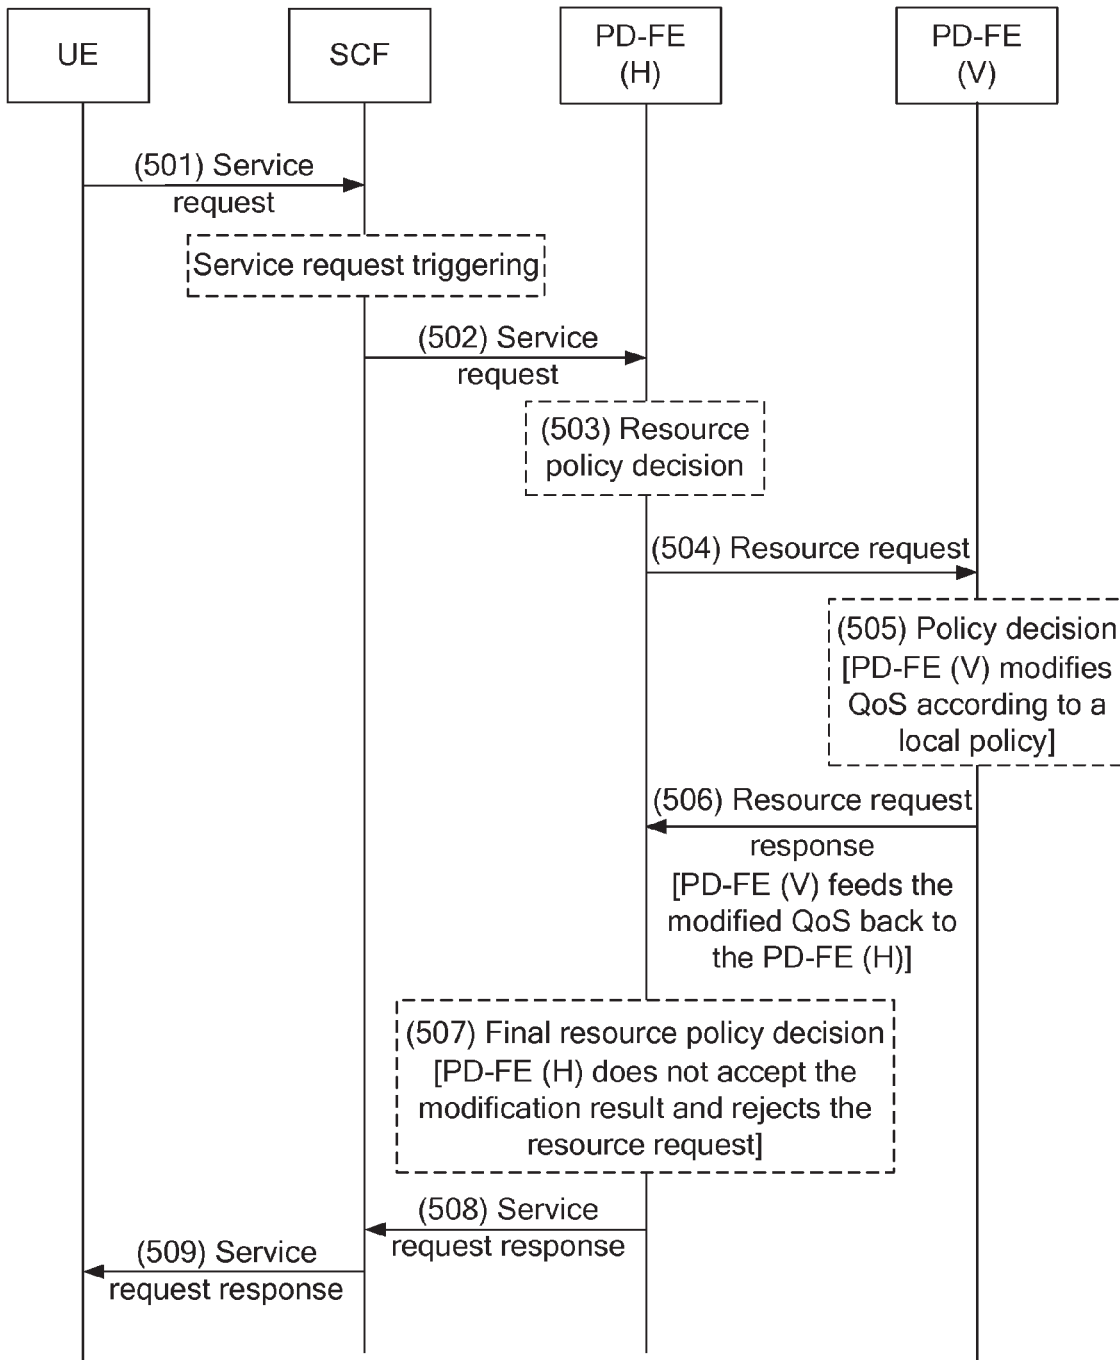 UE
SCF
PD-FE
(H)
PD-FE
(V)
(501) Service
request
Service request triggering
(502) Service
request
(503) Resource
policy decision
(504) Resource request
(505) Policy decision
[PD-FE (V) modifies
QoS according to a
local policy]
(506) Resource request
response
[PD-FE (V) feeds the
modified QoS back to
the PD-FE (H)]
(507) Final resource policy decision
[PD-FE (H) does not accept the
modification result and rejects the
resource request]
(508) Service
request response
(509) Service
request response